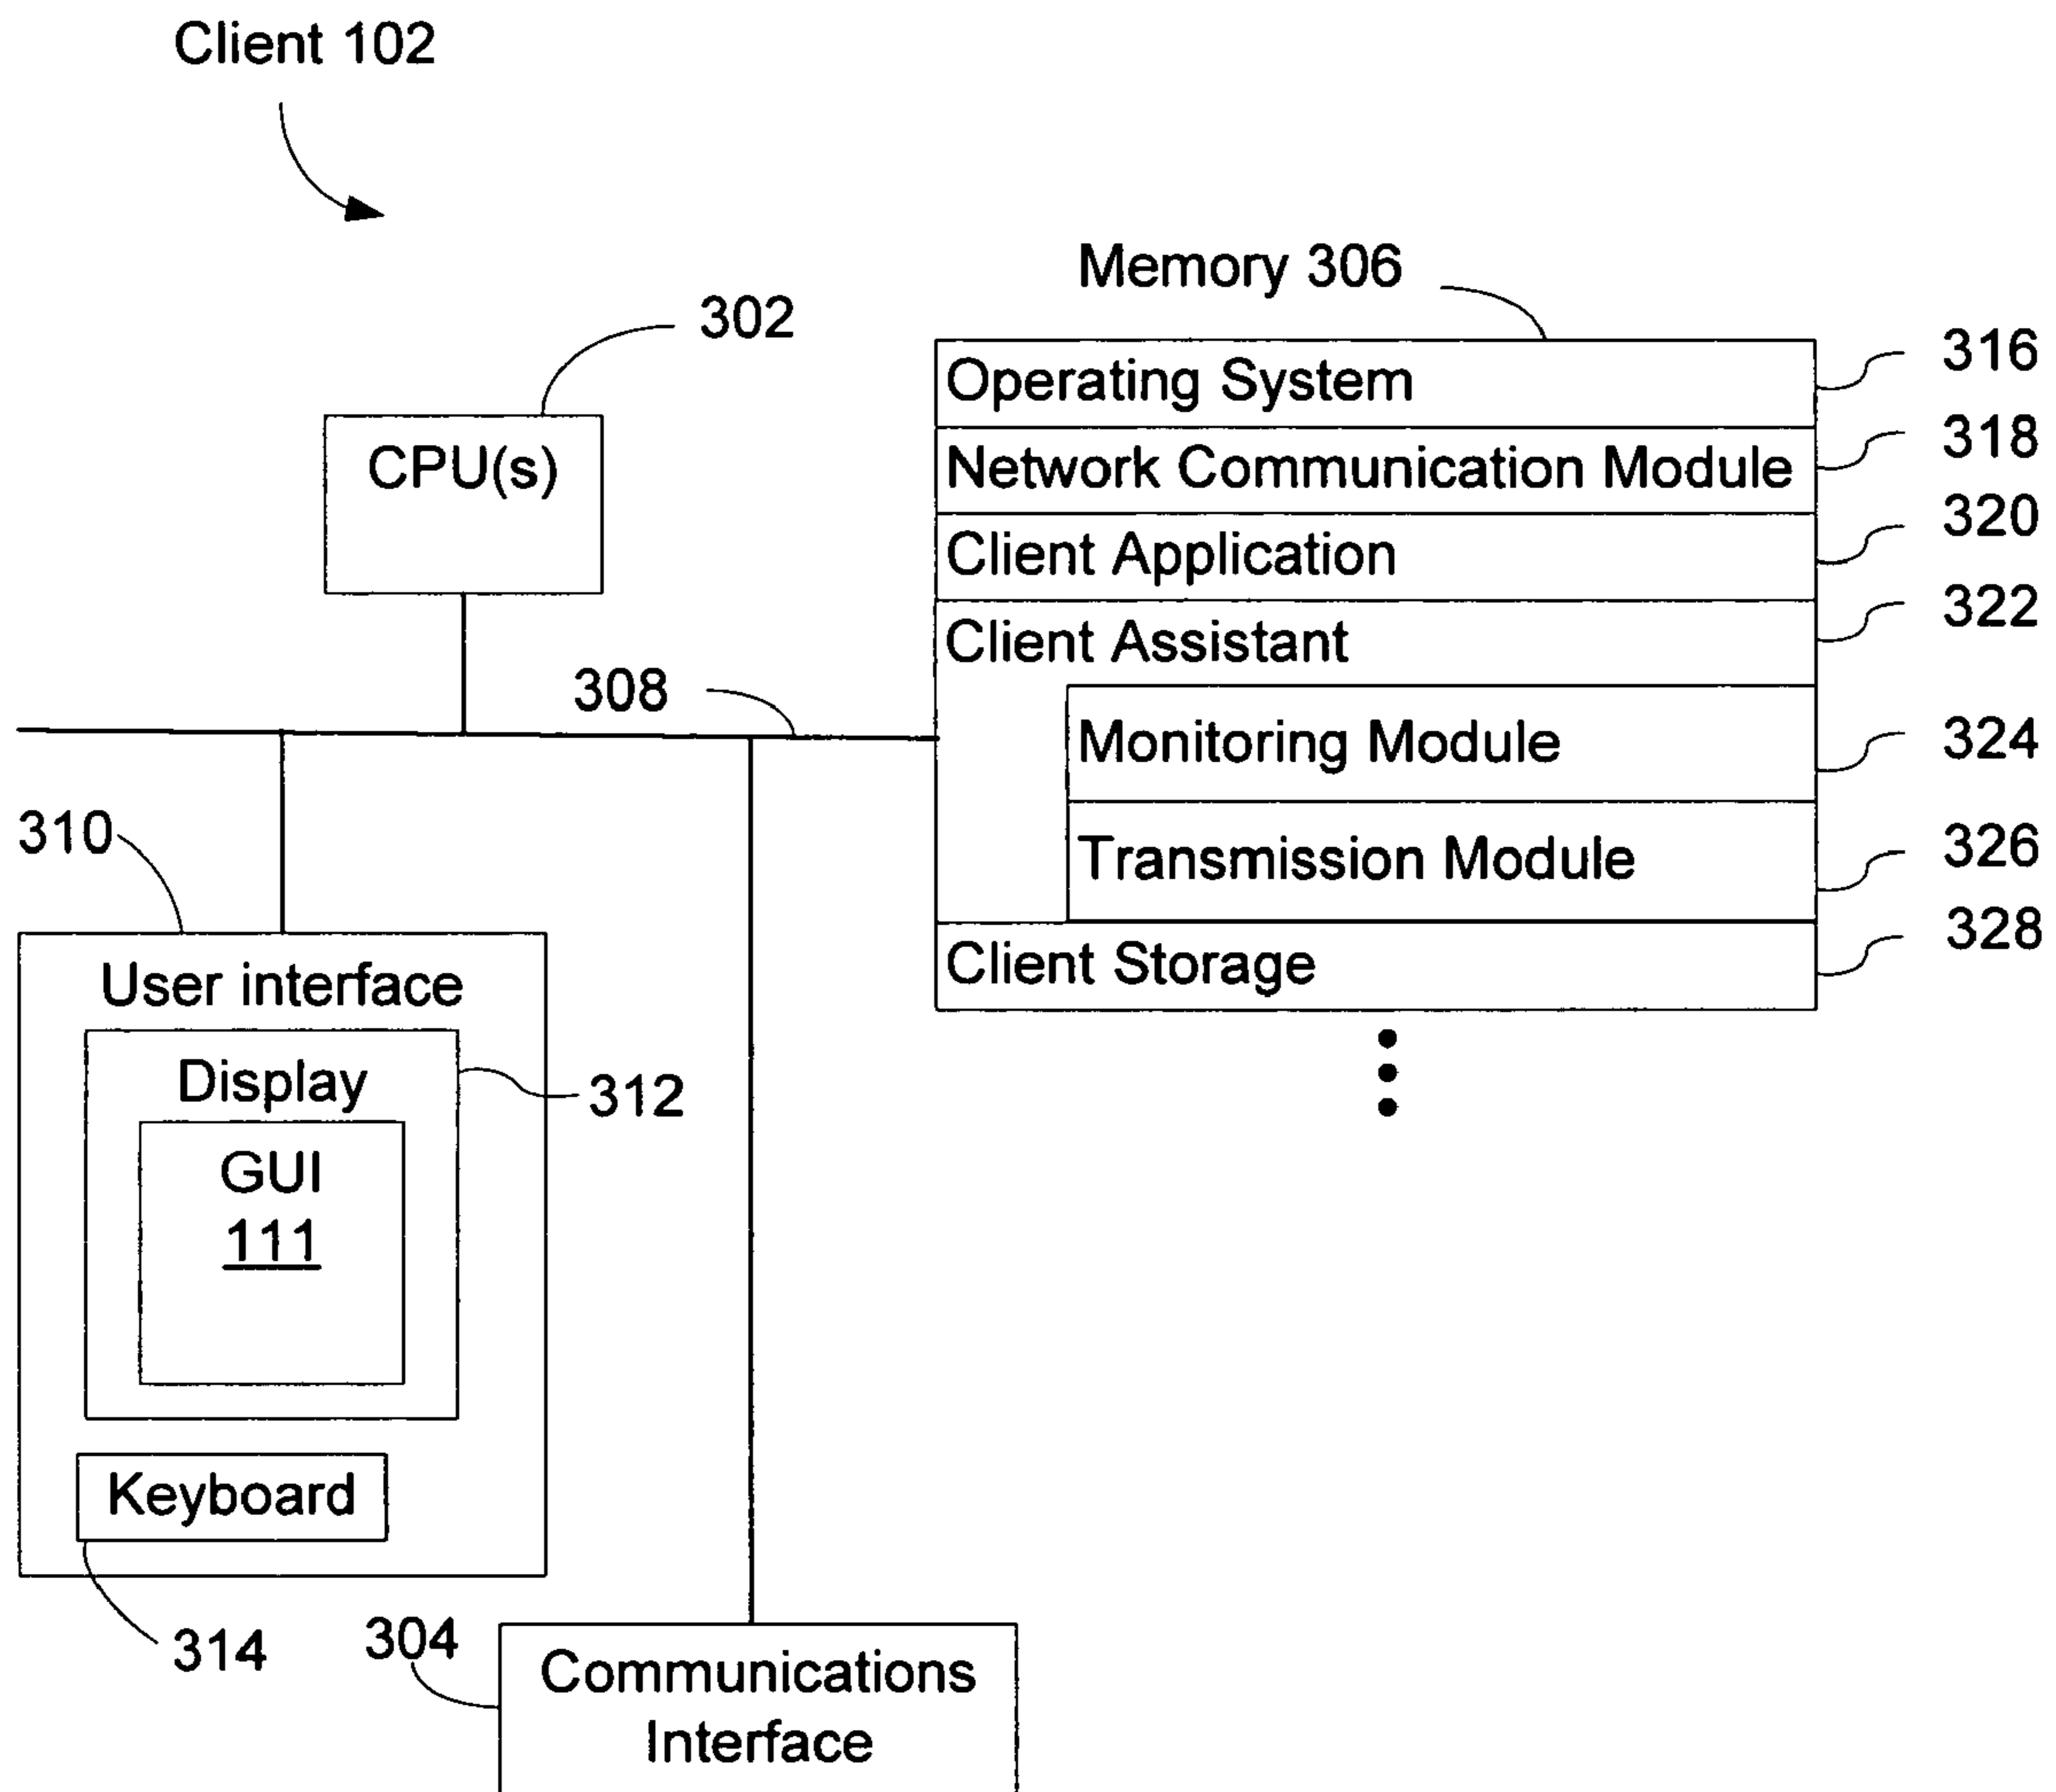 Client 102
Memory 306
302
CPU(s)
Operating System
316
Network Communication Module
318
Client Application
320
Client Assistant
322
308
Monitoring Module
324
Transmission Module
326
Client Storage
328
310
User interface
Display
312
GUI
111
Keyboard
314
304
Communications
Interface